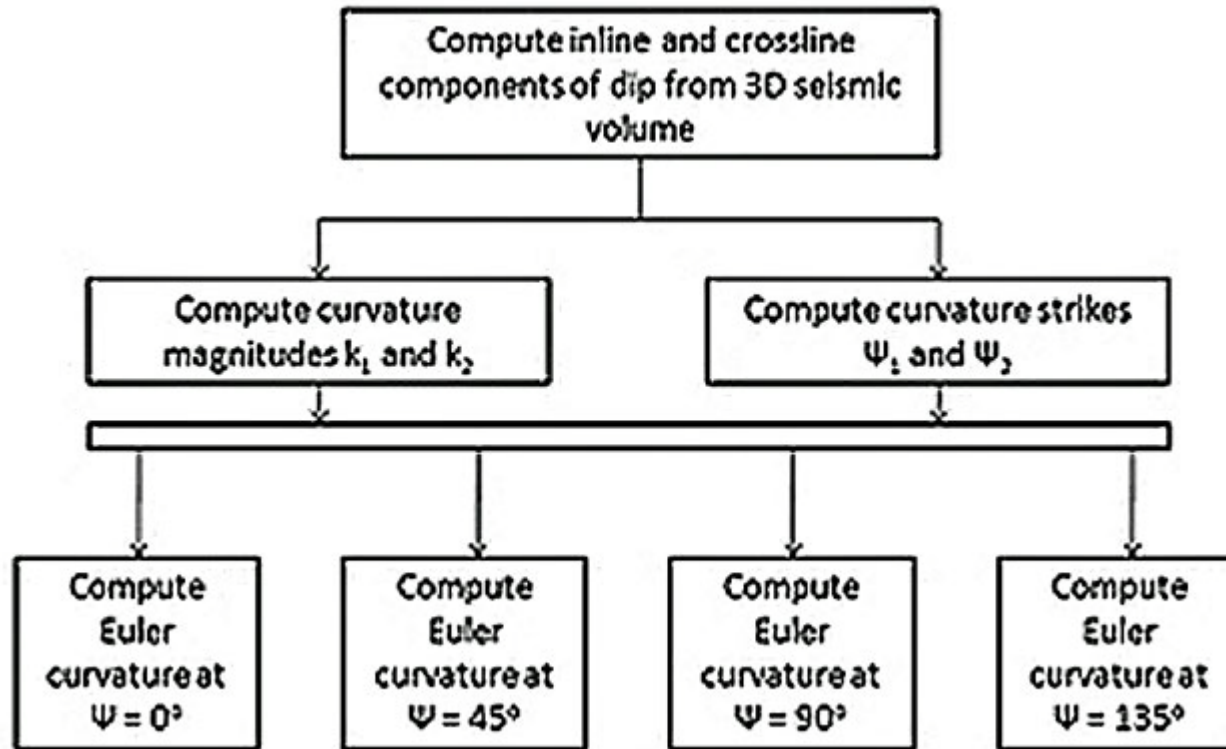 Compute inline and crossline
components of dip from 3D seismic
volume
Compute curvature
magnitudes k₁ and k₂
Compute curvature strikes
Ψ₁ and Ψ₂
Compute
Euler
curvature at
Ψ = 0°
Compute
Euler
curvature at
Ψ = 45°
Compute
Euler
curvature at
Ψ = 90°
Compute
Euler
curvature at
Ψ = 135°